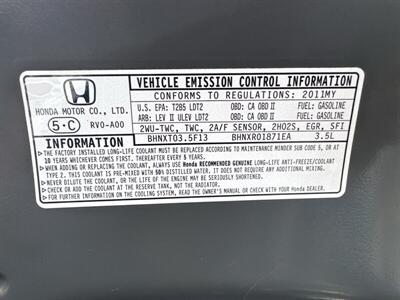 VEHICLE EMISSION CONTROL INFORMATION
CONFORMS TO REGULATIONS: 2011MY
HONDA MOTOR CO., LTD.
U.S. EPA: T2B5 LDT2 OBD: CA OBD II FUEL: GASOLINE
ARB: LEV II ULEV LDT2 OBD: CA OBD II FUEL: GASOLINE
5·C RV0-A00
2WU-TWC, TWC, 2A/F SENSOR, 2HO2S, EGR, SFI
BHNXT03.5F13 BHNXR0187IEA 3.5L
INFORMATION
▶ THE FACTORY INSTALLED LONG-LIFE COOLANT MUST BE REPLACED ACCORDING TO MAINTENANCE MINDER SUB CODE 5, OR AT
10 YEARS WHICHEVER COMES FIRST. THEREAFTER EVERY 5 YEARS.
▶ WHEN ADDING OR REPLACING THE COOLANT, ALWAYS USE Honda RECOMMENDED GENUINE LONG-LIFE ANTI-FREEZE/COOLANT
TYPE 2. THIS COOLANT IS PRE-MIXED WITH 50% DISTILLED WATER. IT DOES NOT REQUIRE ANY ADDITIONAL MIXING.
▶ NEVER DILUTE THE COOLANT, OR THE LIFE OF THE ENGINE MAY BE SERIOUSLY SHORTENED.
▶ CHECK OR ADD COOLANT AT THE RESERVE TANK, NOT THE RADIATOR.
▶ FOR FURTHER INFORMATION ON THE COOLING SYSTEM, READ THE OWNER'S MANUAL OR CHECK WITH YOUR Honda DEALER.